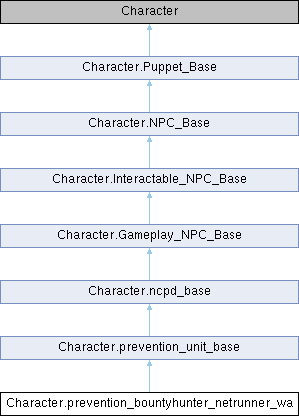 Character
Character.Puppet_Base
Character.NPC_Base
Character.Interactable_NPC_Base
Character.Gameplay_NPC_Base
Character.ncpd_base
Character.prevention_unit_base
Character.prevention_bountyhunter_netrunner_wa